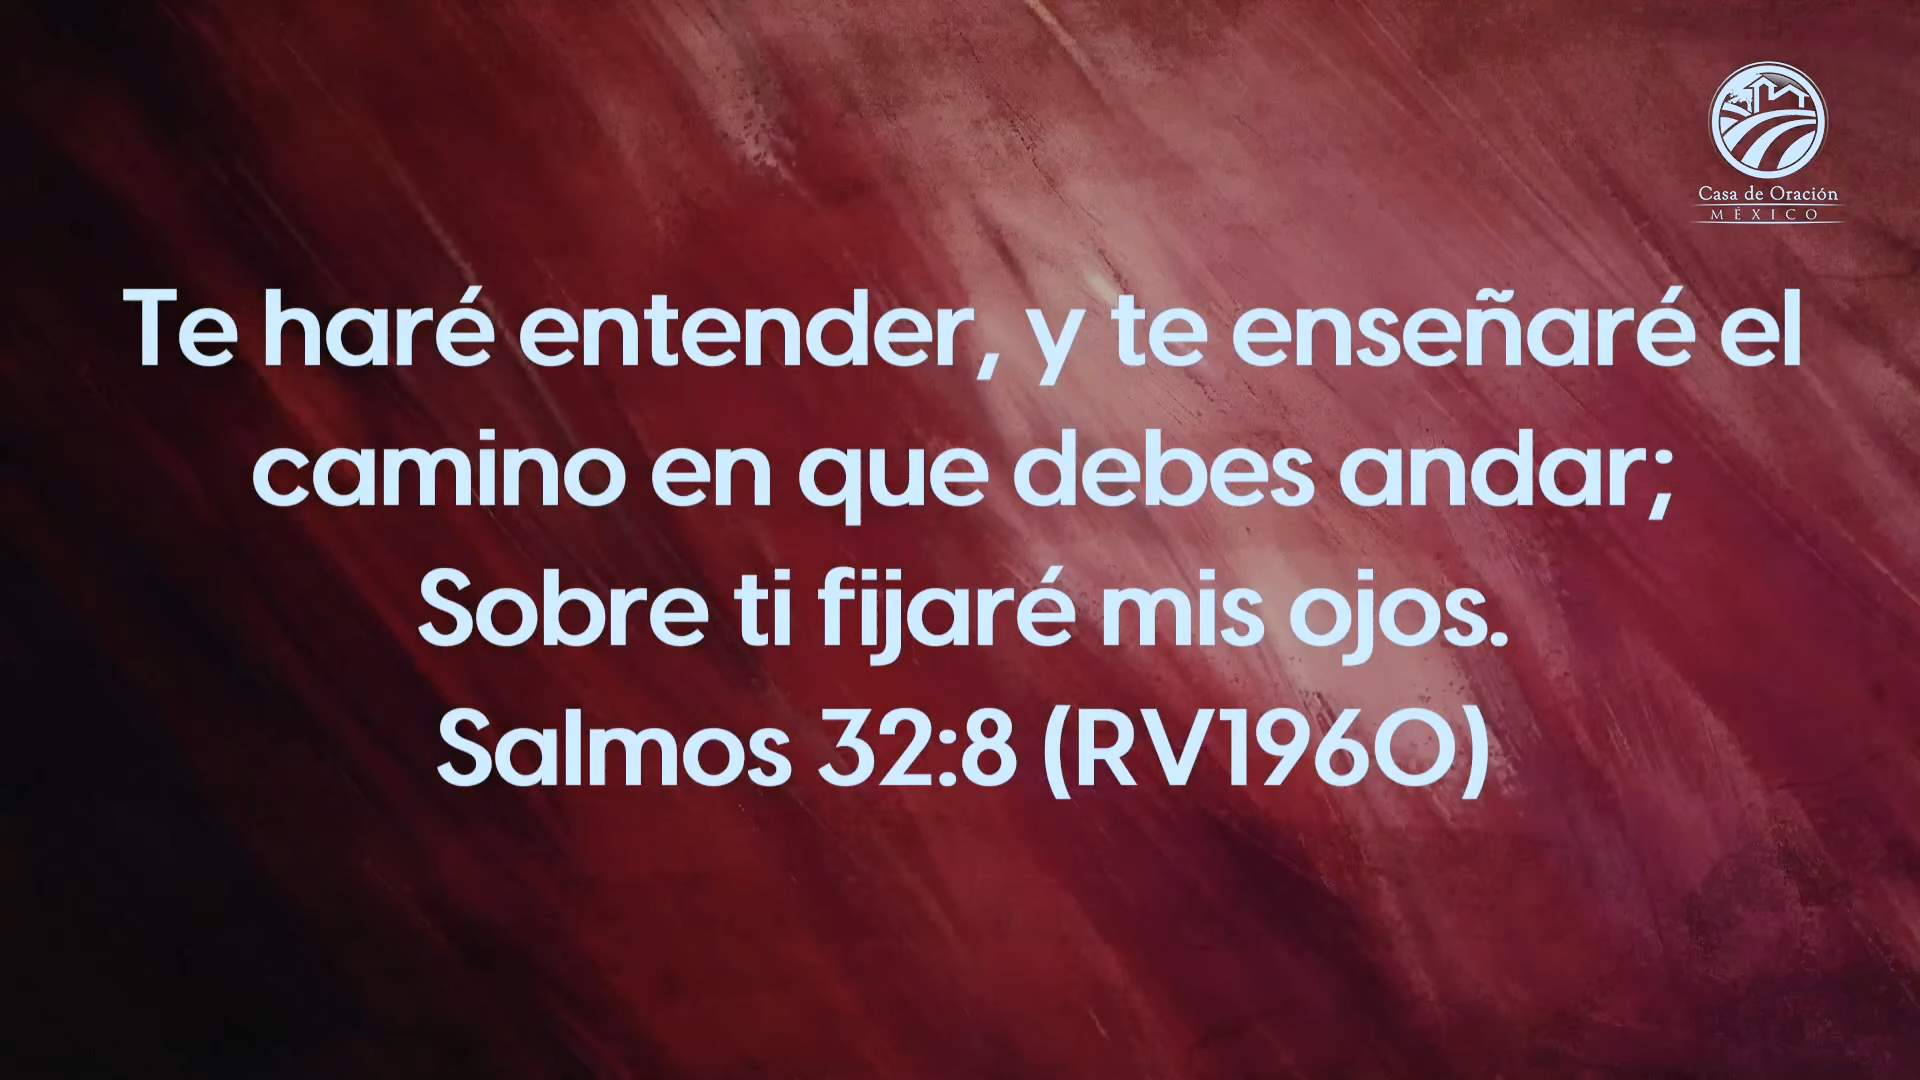 Casa de Oración
MÉXICO
Te haré entender, y te enseñaré el
camino en que debes andar;
Sobre ti fijaré mis ojos.
Salmos 32:8 (RV1960)